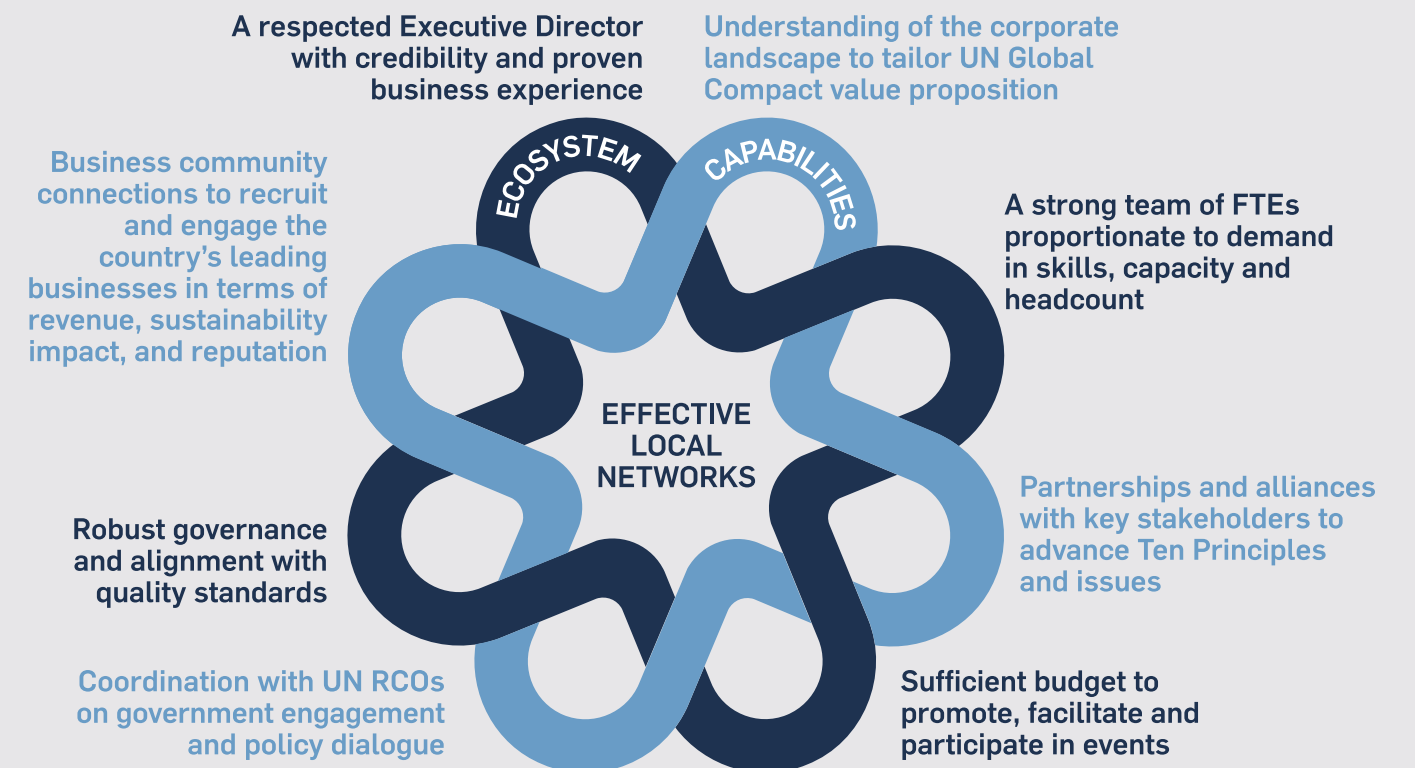 A respected Executive Director
with credibility and proven
business experience
Understanding of the corporate
landscape to tailor UN Global
Compact value proposition
ECOSYSTEM
CAPABILITIES
Business community
connections to recruit
and engage the
country’s leading
businesses in terms of
revenue, sustainability
impact, and reputation
A strong team of FTEs
proportionate to demand
in skills, capacity and
headcount
EFFECTIVE
LOCAL
NETWORKS
Robust governance
and alignment with
quality standards
Partnerships and alliances
with key stakeholders to
advance Ten Principles
and issues
Coordination with UN RCOs
on government engagement
and policy dialogue
Sufficient budget to
promote, facilitate and
participate in events